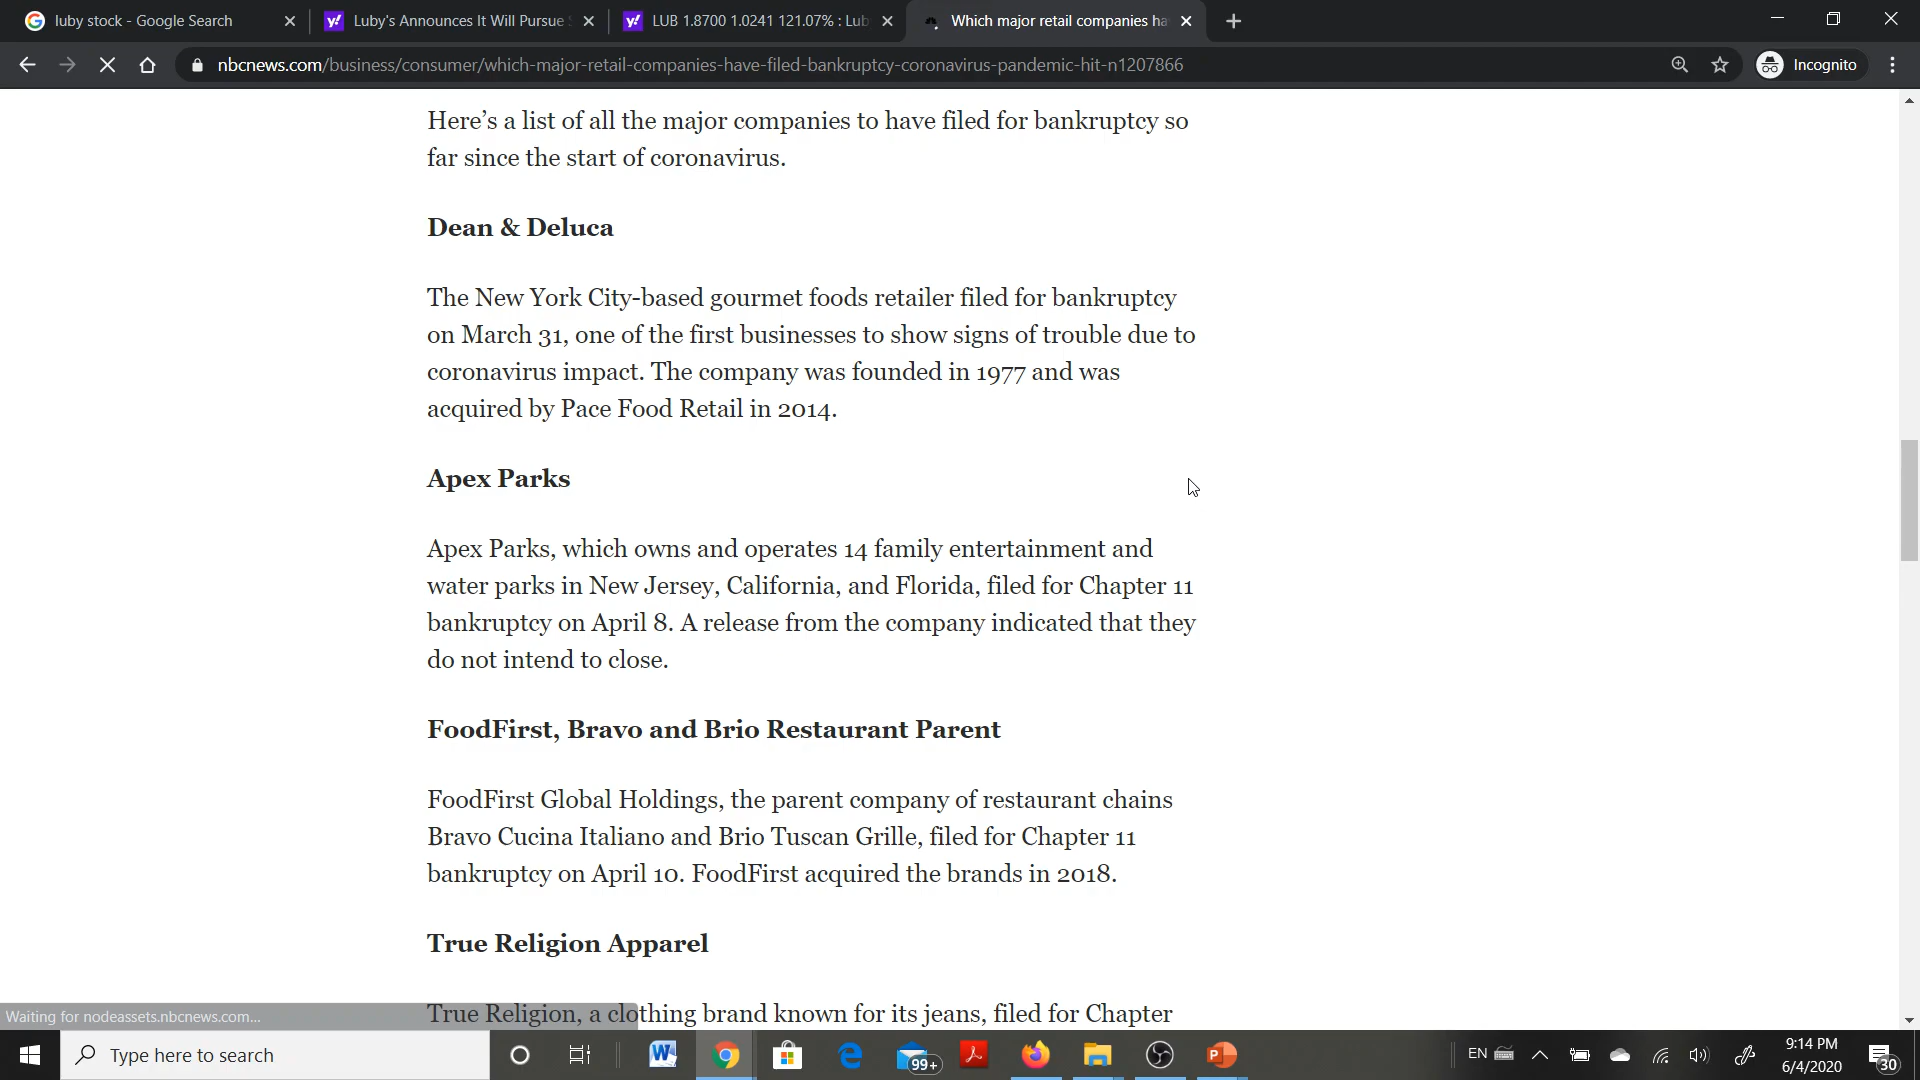 luby stock - Google Search
Luby's Announces It Will Pursue
LUB 1.8700 1.0241 121.07% : Lub
Which major retail companies ha
nbcnews.com/business/consumer/which-major-retail-companies-have-filed-bankruptcy-coronavirus-pandemic-hit-n1207866
Incognito
Here’s a list of all the major companies to have filed for bankruptcy so
far since the start of coronavirus.
Dean & Deluca
The New York City-based gourmet foods retailer filed for bankruptcy
on March 31, one of the first businesses to show signs of trouble due to
coronavirus impact. The company was founded in 1977 and was
acquired by Pace Food Retail in 2014.
Apex Parks
Apex Parks, which owns and operates 14 family entertainment and
water parks in New Jersey, California, and Florida, filed for Chapter 11
bankruptcy on April 8. A release from the company indicated that they
do not intend to close.
FoodFirst, Bravo and Brio Restaurant Parent
FoodFirst Global Holdings, the parent company of restaurant chains
Bravo Cucina Italiano and Brio Tuscan Grille, filed for Chapter 11
bankruptcy on April 10. FoodFirst acquired the brands in 2018.
True Religion Apparel
True Religion, a clothing brand known for its jeans, filed for Chapter
Waiting for nodeassets.nbcnews.com...
Type here to search
99+
EN
9:14 PM
6/4/2020
30